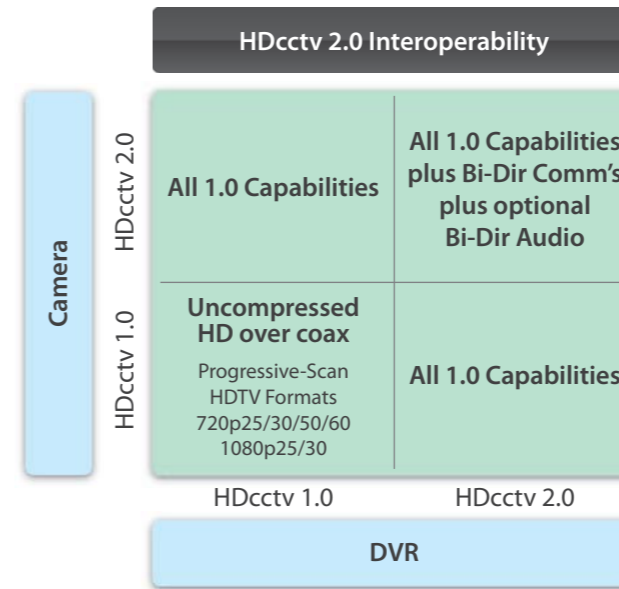 HDcctv 2.0 Interoperability
Camera
HDcctv 2.0
All 1.0 Capabilities
All 1.0 Capabilities
plus Bi-Dir Comm's
plus optional
Bi-Dir Audio
HDcctv 1.0
Uncompressed
HD over coax
Progressive-Scan
HDTV Formats
720p25/30/50/60
1080p25/30
All 1.0 Capabilities
HDcctv 1.0
HDcctv 2.0
DVR